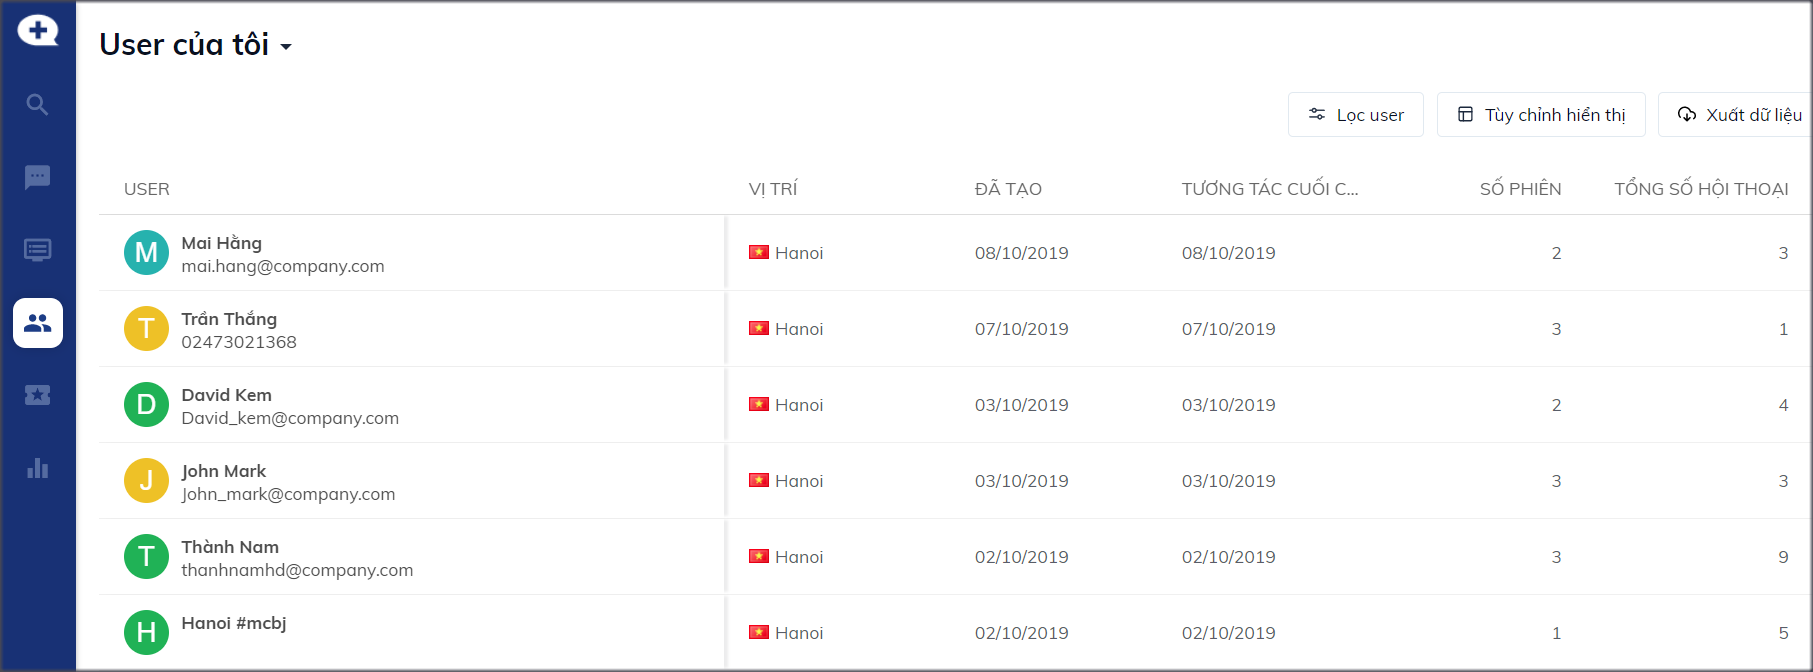 User của tôi
Lọc user
Tùy chỉnh hiển thị
Xuất dữ liệu
USER VỊ TRÍ ĐÃ TẠO TƯƠNG TÁC CUỐI C... SỐ PHIÊN TỔNG SỐ HỘI THOẠI
M Mai Hằng
mai.hang@company.com
Hanoi 08/10/2019 08/10/2019 2 3
T Trần Thắng
02473021368
Hanoi 07/10/2019 07/10/2019 3 1
D David Kem
David_kem@company.com
Hanoi 03/10/2019 03/10/2019 2 4
J John Mark
John_mark@company.com
Hanoi 03/10/2019 03/10/2019 3 3
T Thành Nam
thanhnamhd@company.com
Hanoi 02/10/2019 02/10/2019 3 9
H Hanoi #mcbj
Hanoi 02/10/2019 02/10/2019 1 5